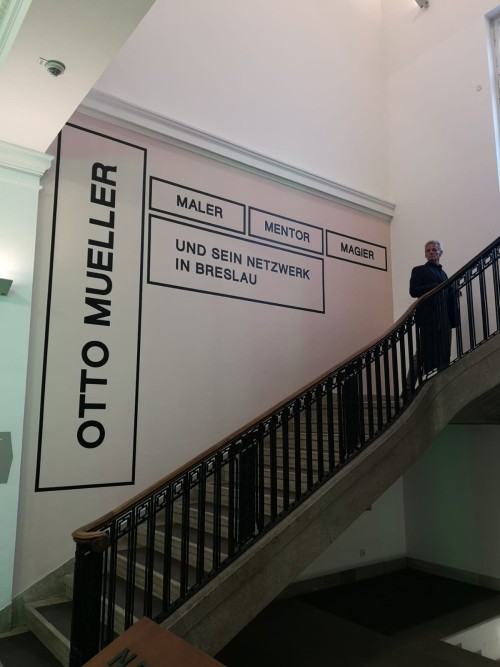 OTTO MUELLER
MALER
MENTOR
MAGIER
UND SEIN NETZWERK
IN BRESLAU